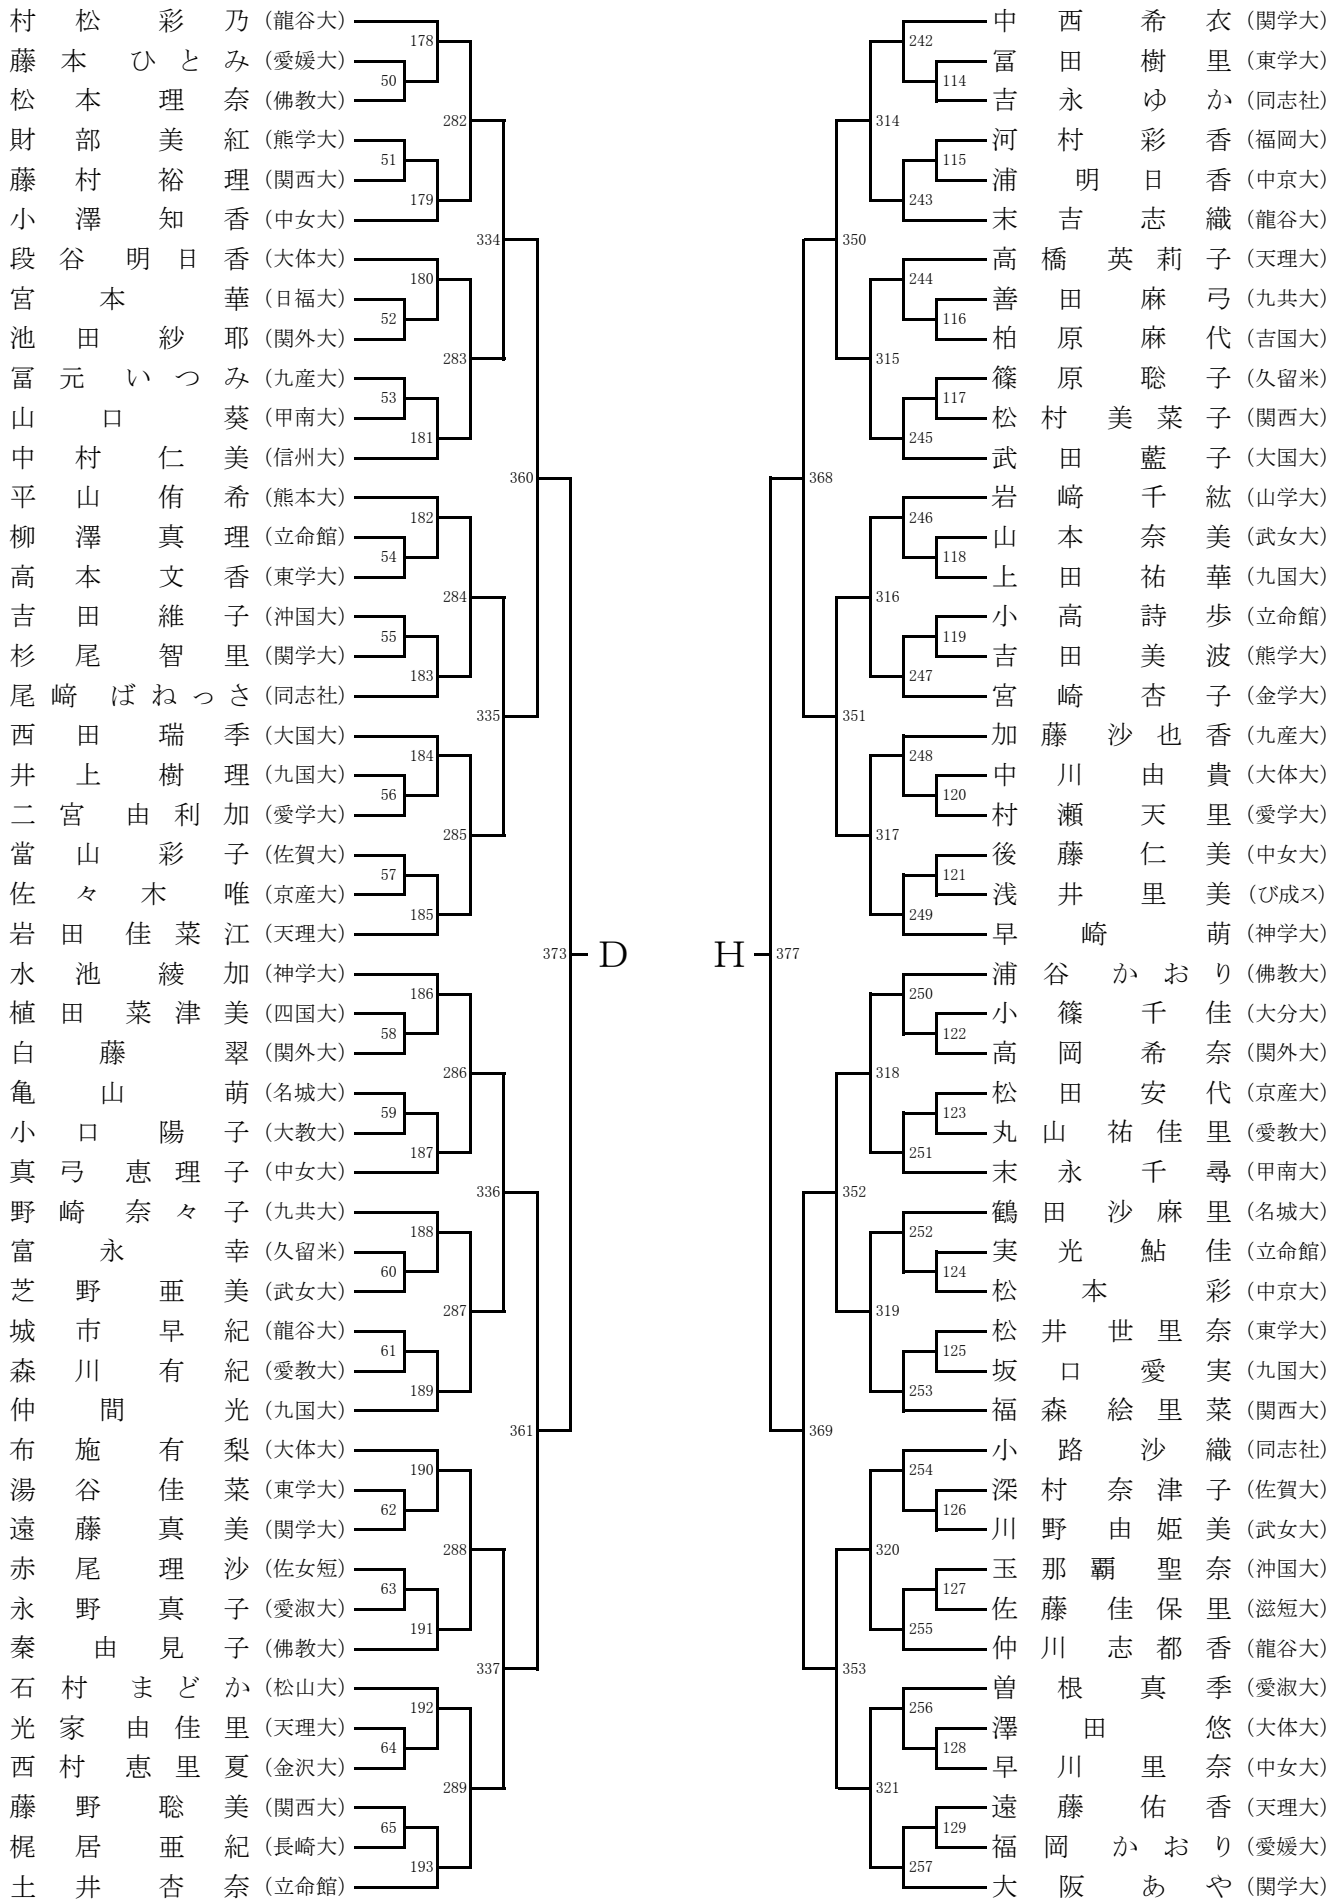 村松彩乃(龍谷大)
178
藤本ひとみ(愛媛大)
50
松本理奈(佛教大)
282
財部美紅(熊学大)
51
藤村裕理(関西大)
179
小澤知香(中女大)
334
段谷明日香(大体大)
180
宮本華(日福大)
52
池田紗耶(関外大)
283
冨元いつみ(九産大)
53
山口葵(甲南大)
181
中村仁美(信州大)
360
平山侑希(熊本大)
182
柳澤真理(立命館)
54
高本文香(東学大)
284
吉田維子(沖国大)
55
杉尾智里(関学大)
183
尾﨑ばねっさ(同志社)
335
西田瑞季(大国大)
184
井上樹理(九国大)
56
二宮由利加(愛学大)
285
當山彩子(佐賀大)
57
佐々木唯(京産大)
185
岩田佳菜江(天理大)
373 D
水池綾加(神学大)
186
植田菜津美(四国大)
58
白藤翠(関外大)
286
亀山萌(名城大)
59
小口陽子(大教大)
187
真弓恵理子(中女大)
336
野崎奈々子(九共大)
188
富永幸(久留米)
60
芝野亜美(武女大)
287
城市早紀(龍谷大)
61
森川有紀(愛教大)
189
仲間光(九国大)
361
布施有梨(大体大)
190
湯谷佳菜(東学大)
62
遠藤真美(関学大)
288
赤尾理沙(佐女短)
63
永野真子(愛淑大)
191
秦由見子(佛教大)
337
石村まどか(松山大)
192
光家由佳里(天理大)
64
西村恵里夏(金沢大)
289
藤野聡美(関西大)
65
梶居亜紀(長崎大)
193
土井杏奈(立命館)
中西希衣(関学大)
242
冨田樹里(東学大)
114
吉永ゆか(同志社)
314
河村彩香(福岡大)
115
浦明日香(中京大)
243
末吉志織(龍谷大)
350
高橋英莉子(天理大)
244
善田麻弓(九共大)
116
柏原麻代(吉国大)
315
篠原聡子(久留米)
117
松村美菜子(関西大)
245
武田藍子(大国大)
368
岩﨑千紘(山学大)
246
山本奈美(武女大)
118
上田祐華(九国大)
316
小高詩歩(立命館)
119
吉田美波(熊学大)
247
宮崎杏子(金学大)
351
加藤沙也香(九産大)
248
中川由貴(大体大)
120
村瀬天里(愛学大)
317
後藤仁美(中女大)
121
浅井里美(び成ス)
249
早崎萌(神学大)
H 377
浦谷かおり(佛教大)
250
小篠千佳(大分大)
122
高岡希奈(関外大)
318
松田安代(京産大)
123
丸山祐佳里(愛教大)
251
末永千尋(甲南大)
352
鶴田沙麻里(名城大)
252
実光鮎佳(立命館)
124
松本彩(中京大)
319
松井世里奈(東学大)
125
坂口愛実(九国大)
253
福森絵里菜(関西大)
369
小路沙織(同志社)
254
深村奈津子(佐賀大)
126
川野由姫美(武女大)
320
玉那覇聖奈(沖国大)
127
佐藤佳保里(滋短大)
255
仲川志都香(龍谷大)
353
曽根真季(愛淑大)
256
澤田悠(大体大)
128
早川里奈(中女大)
321
遠藤佑香(天理大)
129
福岡かおり(愛媛大)
257
大阪あや(関学大)